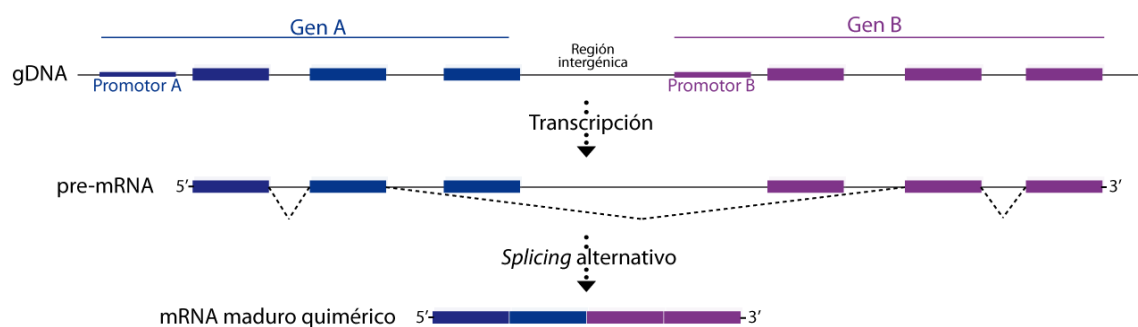 Gen A
Gen B
Región
intergénica
gDNA
Promotor A
Promotor B
Transcripción
pre-mRNA
5’
3’
Splicing alternativo
mRNA maduro quimérico
5’
3’